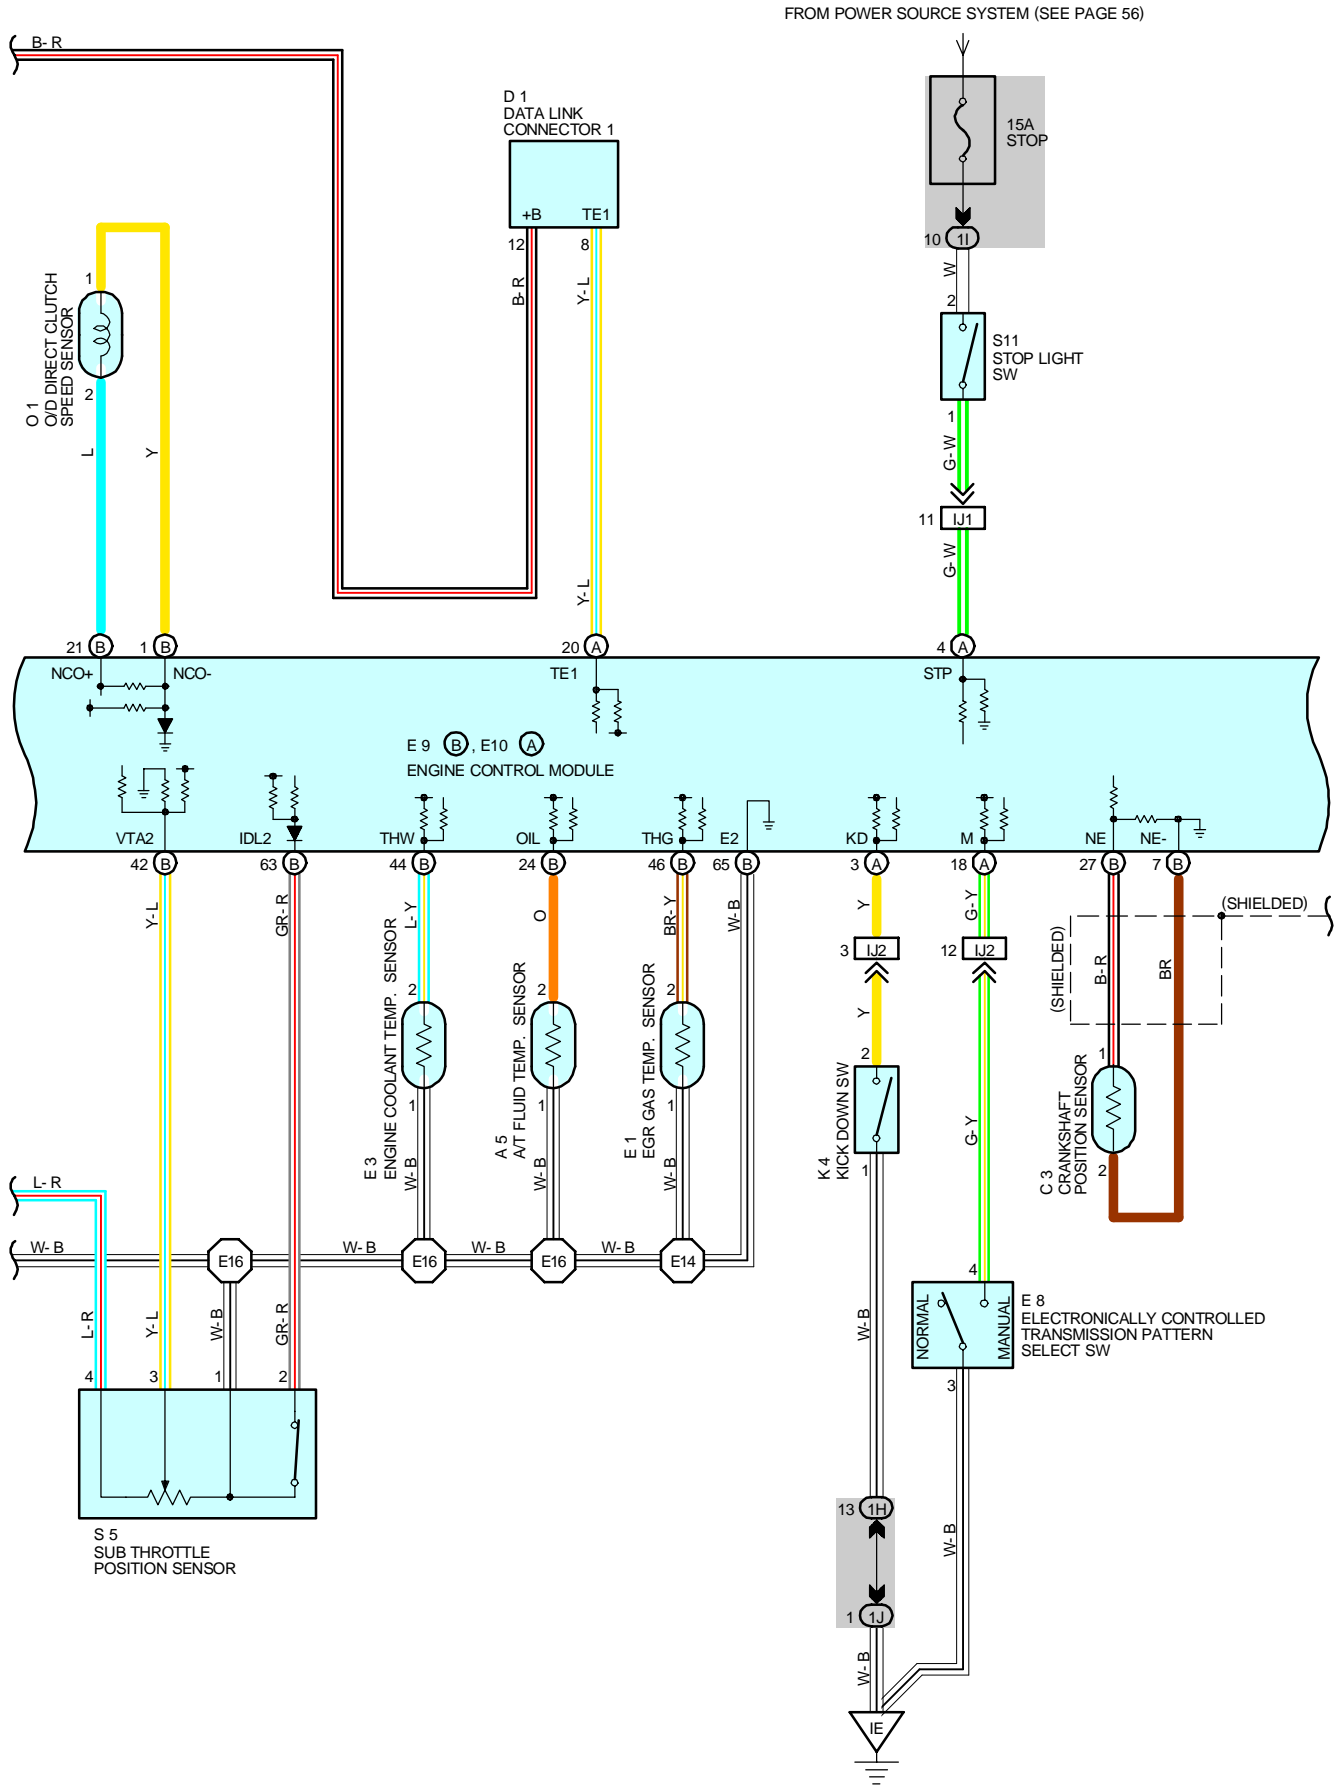 FROM POWER SOURCE SYSTEM (SEE PAGE 56)
B- R
D 1
DATA LINK
CONNECTOR 1
15A
STOP
+B TE1
12 8
10 1I
B- R
Y- L
W
1
2
O 1
O/D DIRECT CLUTCH
SPEED SENSOR
2
S11
STOP LIGHT
SW
1
L
Y
G- W
11 IJ1
G- W
Y- L
21 B 1 B 20 A 4 A
NCO+ NCO- TE1 STP
E 9 B , E10 A
ENGINE CONTROL MODULE
VTA2 IDL2 THW OIL THG E2 KD M NE NE-
42 B 63 B 44 B 24 B 46 B 65 B 3 A 18 A 27 B 7 B
Y- L
GR- R
L- Y
O
BR- Y
W- B
Y
G- Y
(SHIELDED)
(SHIELDED)
B- R
BR
3 IJ2 12 IJ2
2 2 2
Y
E 3
ENGINE COOLANT TEMP. SENSOR
A 5
A/T FLUID TEMP. SENSOR
E 1
EGR GAS TEMP. SENSOR
2
K 4
KICK DOWN SW
1
1
C 3
CRANKSHAFT
POSITION SENSOR
2
1 1 1
W- B
W- B
W- B
G- Y
L- R
W- B E16 W- B E16 W- B E16 W- B E14
4
L- R
Y- L
W- B
GR- R
W- B
NORMAL
MANUAL
E 8
ELECTRONICALLY CONTROLLED
TRANSMISSION PATTERN
SELECT SW
4 3 1 2
3
S 5
SUB THROTTLE
POSITION SENSOR
13 1H
W- B
1 1J
W- B
IE